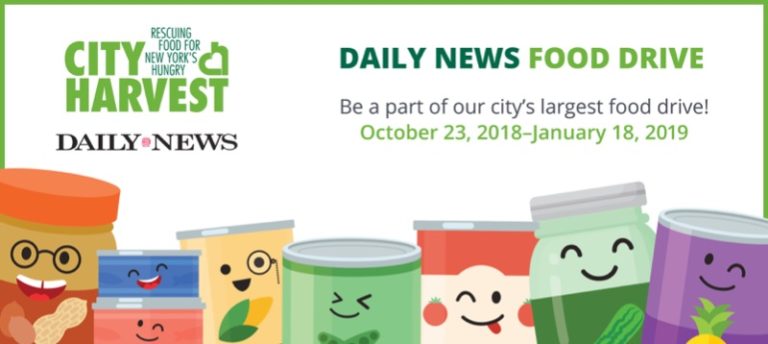 CITY
HARVEST
RESCUING
FOOD FOR
NEW YORK'S
HUNGRY
DAILY NEWS
DAILY NEWS FOOD DRIVE
Be a part of our city's largest food drive!
October 23, 2018–January 18, 2019